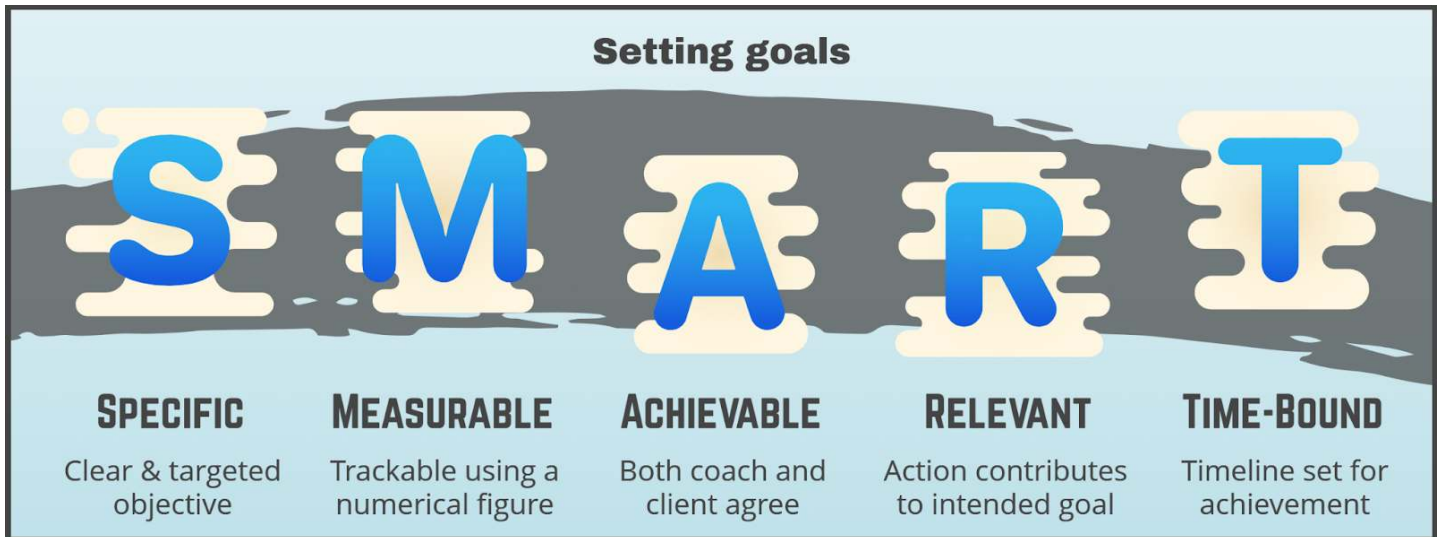 Setting goals
S M A R T
SPECIFIC MEASURABLE ACHIEVABLE RELEVANT TIME-BOUND
Clear & targeted
objective
Trackable using a
numerical figure
Both coach and
client agree
Action contributes
to intended goal
Timeline set for
achievement